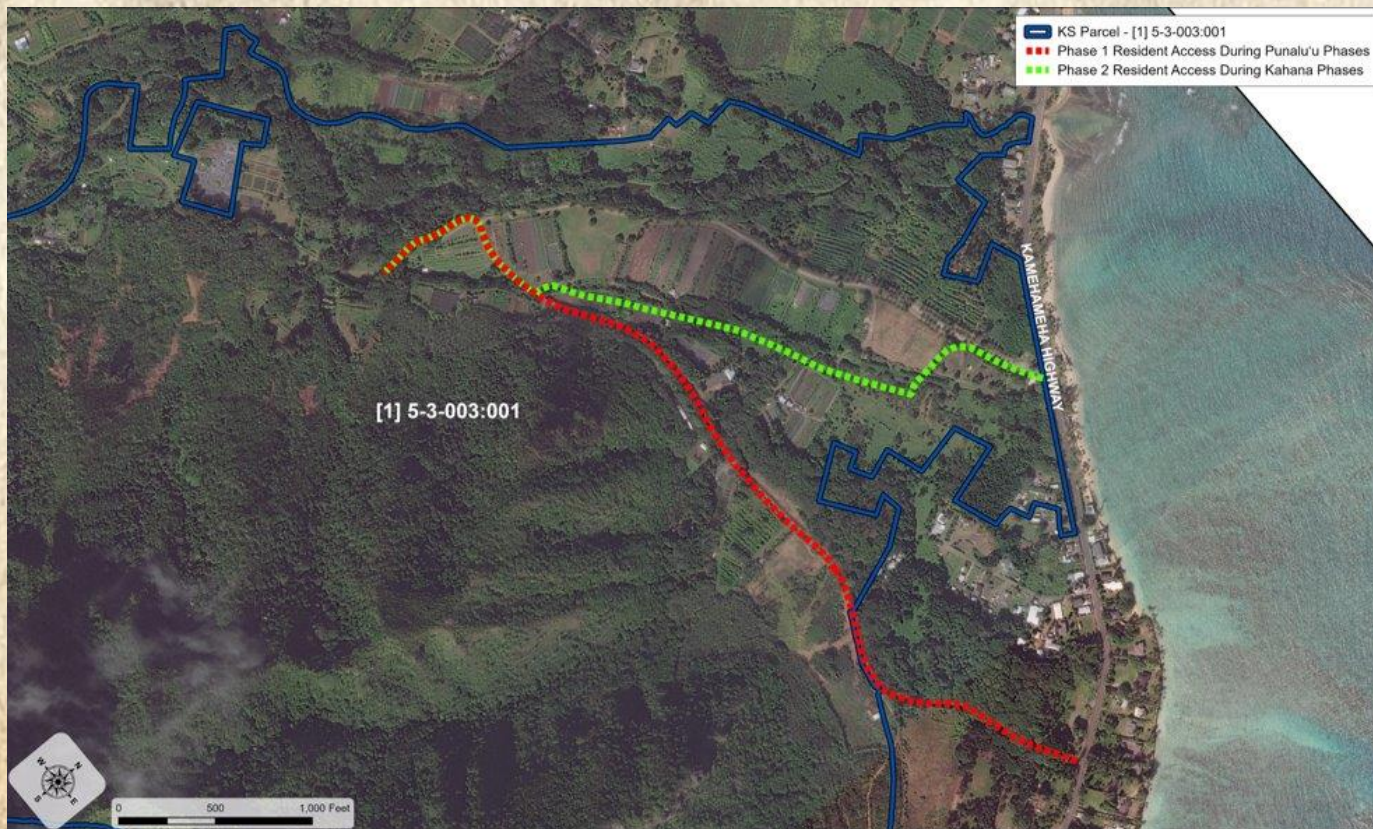 KS Parcel - [1] 5-3-003:001
Phase 1 Resident Access During Punalu'u Phases
Phase 2 Resident Access During Kahana Phases
KAMEHAMEHA HIGHWAY
[1] 5-3-003:001
W N
S E
0 500 1,000 Feet